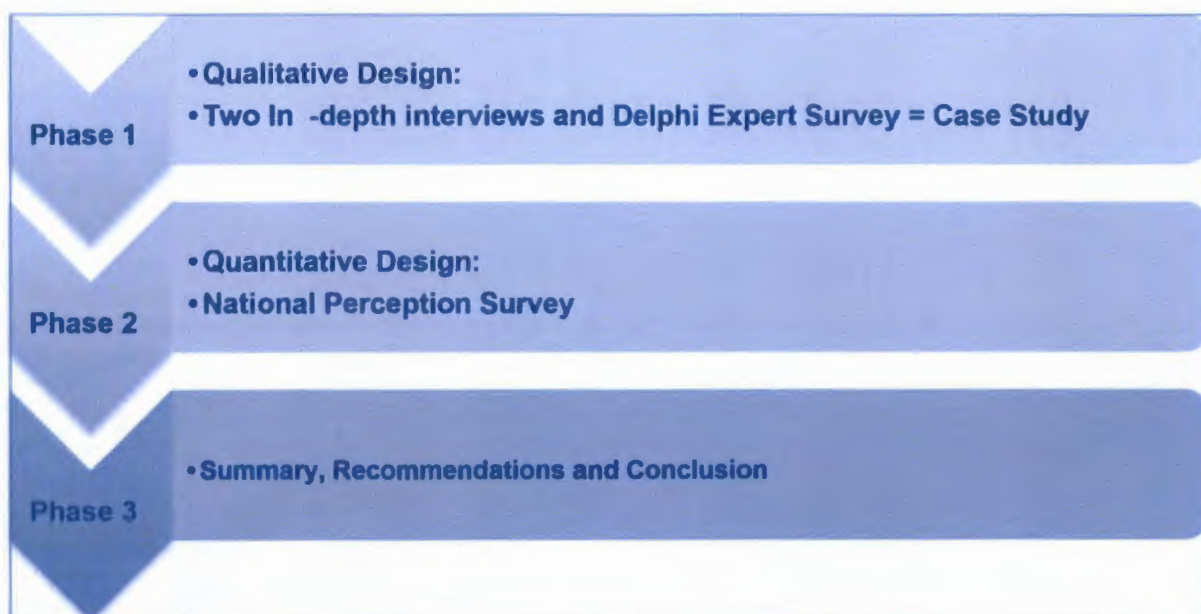 Phase 1
• Qualitative Design:
• Two In -depth interviews and Delphi Expert Survey = Case Study
Phase 2
• Quantitative Design:
• National Perception Survey
Phase 3
• Summary, Recommendations and Conclusion